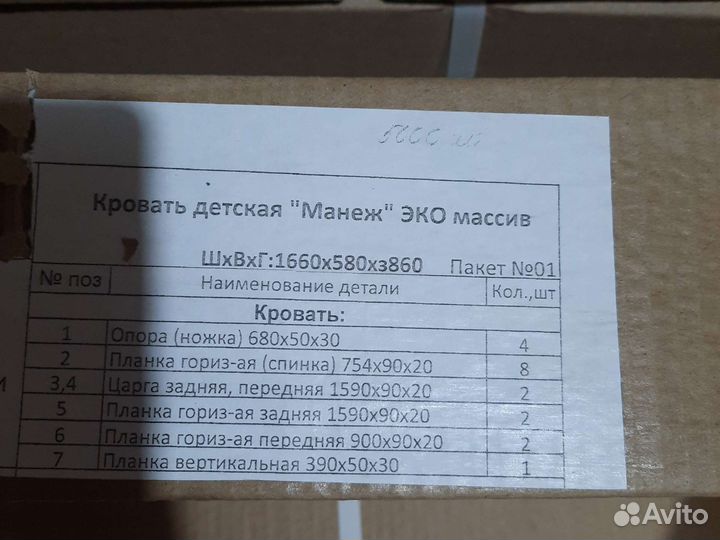 Кровать детская "Манеж" ЭКО массив
ШхВхГ:1660х580хз860 Пакет №01
№ поз Наименование детали Кол.,шт
Кровать:
1 Опора (ножка) 680х50х30 4
2 Планка гориз-ая (спинка) 754х90х20 8
3,4 Царга задняя, передняя 1590х90х20 2
5 Планка гориз-ая задняя 1590х90х20 2
6 Планка гориз-ая передняя 900х90х20 2
7 Планка вертикальная 390х50х30 1
Avito